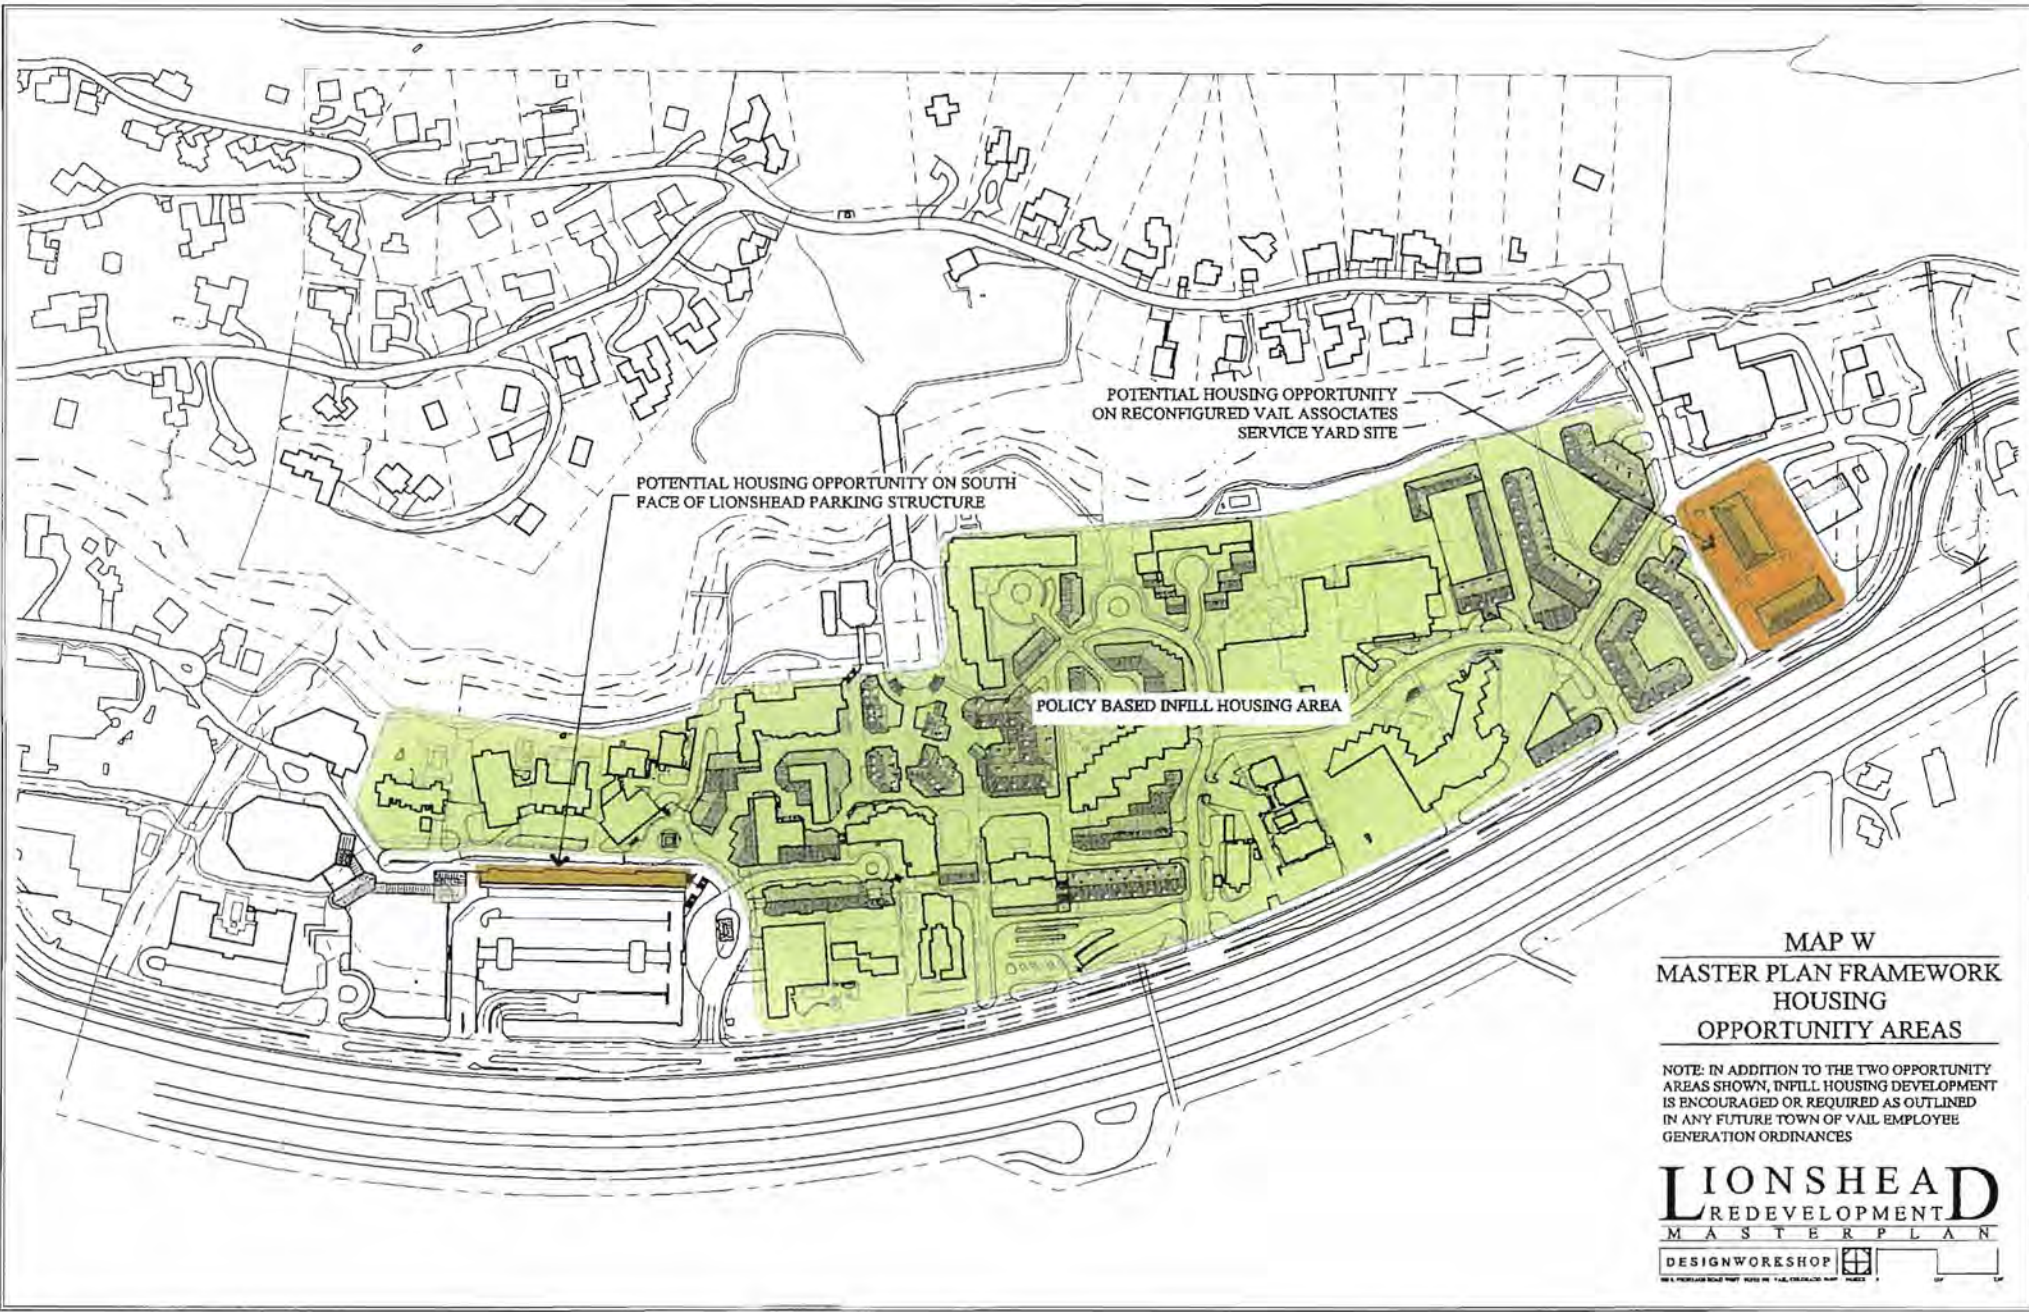 POTENTIAL HOUSING OPPORTUNITY
ON RECONFIGURED VAIL ASSOCIATES
SERVICE YARD SITE
POTENTIAL HOUSING OPPORTUNITY ON SOUTH
FACE OF LIONSHEAD PARKING STRUCTURE
POLICY BASED INFILL HOUSING AREA
MAP W
MASTER PLAN FRAMEWORK
HOUSING
OPPORTUNITY AREAS
NOTE: IN ADDITION TO THE TWO OPPORTUNITY
AREAS SHOWN, INFILL HOUSING DEVELOPMENT
IS ENCOURAGED OR REQUIRED AS OUTLINED
IN ANY FUTURE TOWN OF VAIL EMPLOYEE
GENERATION ORDINANCES
LIONSHEAD
REDEVELOPMENT
MASTERPLAN
DESIGNWORKSHOP